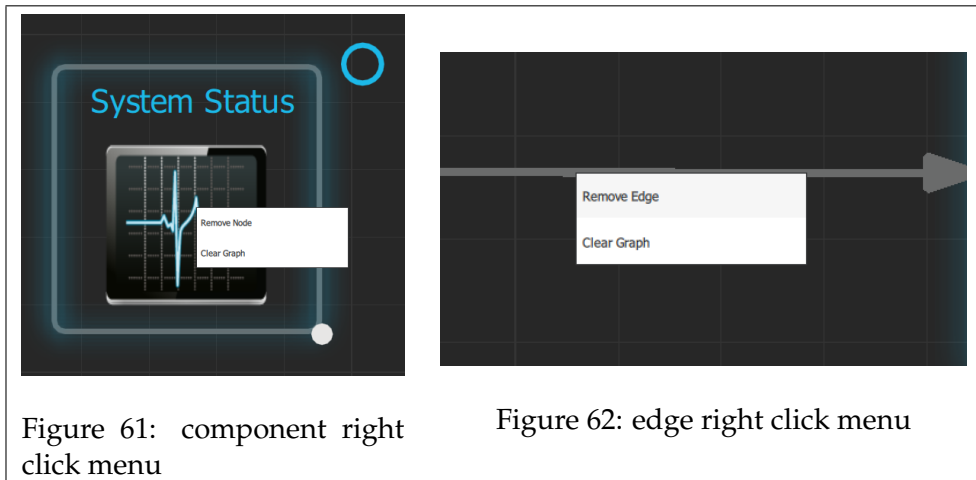 System Status
Remove Node
Clear Graph
Figure 61: component right
click menu
Remove Edge
Clear Graph
Figure 62: edge right click menu